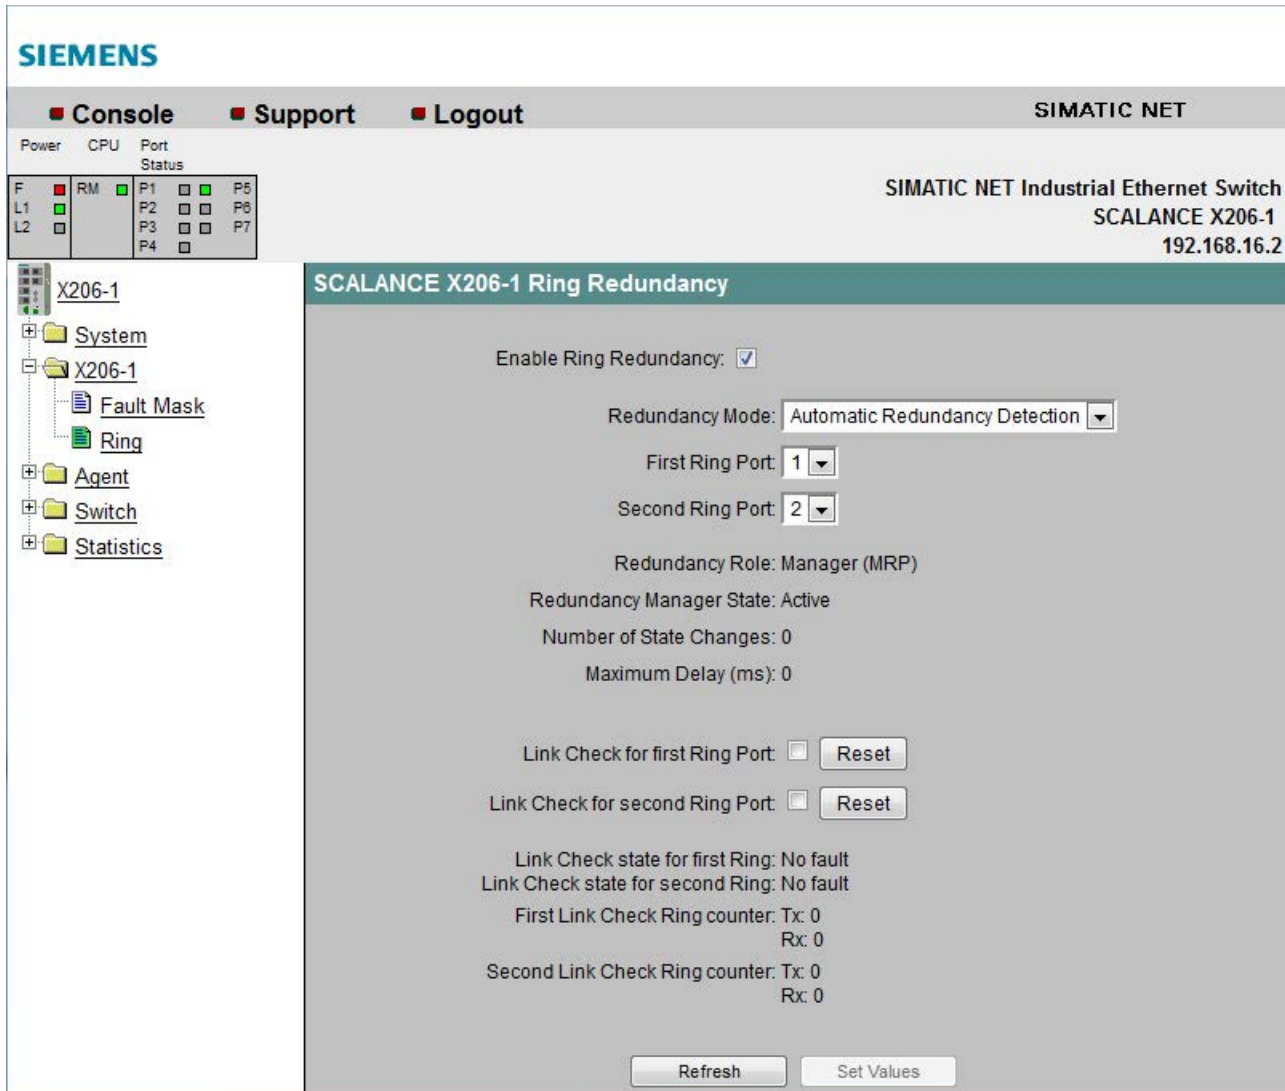 SIEMENS
Console Support Logout SIMATIC NET
Power CPU Port
Status
F RM P1 P5
L1 P2 P6
L2 P3 P7
P4
SIMATIC NET Industrial Ethernet Switch
SCALANCE X206-1
192.168.16.2
X206-1
System
X206-1
Fault Mask
Ring
Agent
Switch
Statistics
SCALANCE X206-1 Ring Redundancy
Enable Ring Redundancy:
Redundancy Mode: Automatic Redundancy Detection
First Ring Port: 1
Second Ring Port: 2
Redundancy Role: Manager (MRP)
Redundancy Manager State: Active
Number of State Changes: 0
Maximum Delay (ms): 0
Link Check for first Ring Port: Reset
Link Check for second Ring Port: Reset
Link Check state for first Ring: No fault
Link Check state for second Ring: No fault
First Link Check Ring counter: Tx: 0
Rx: 0
Second Link Check Ring counter: Tx: 0
Rx: 0
Refresh Set Values